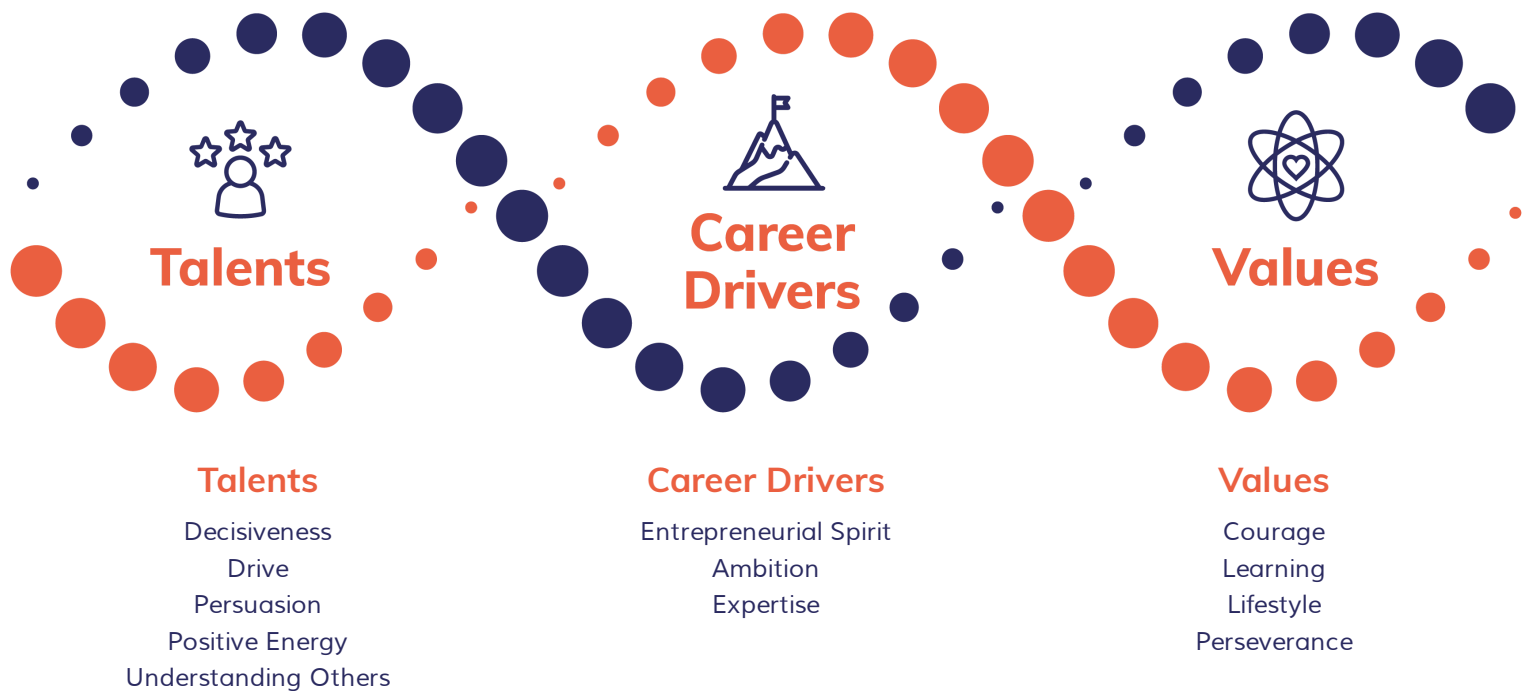 Talents
Career
Drivers
Values
Talents
Decisiveness
Drive
Persuasion
Positive Energy
Understanding Others
Career Drivers
Entrepreneurial Spirit
Ambition
Expertise
Values
Courage
Learning
Lifestyle
Perseverance